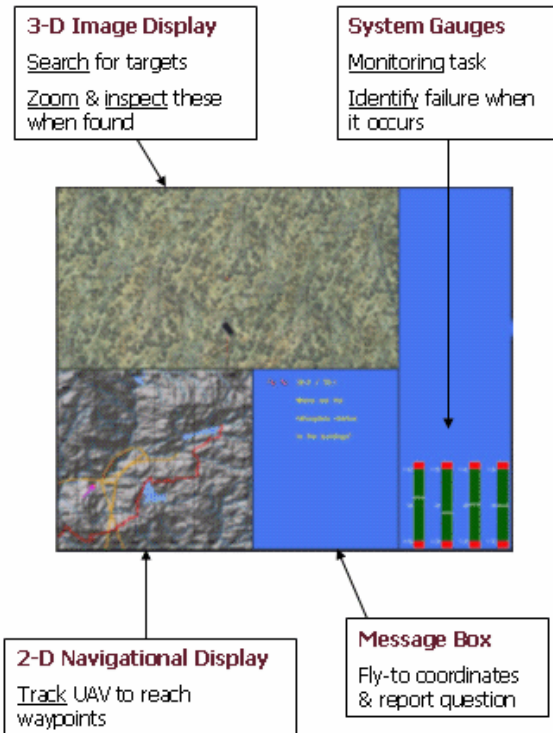 3-D Image Display
Search for targets
Zoom & inspect these
when found
System Gauges
Monitoring task
Identify failure when
it occurs
2-D Navigational Display
Track UAV to reach
waypoints
Message Box
Fly-to coordinates
& report question